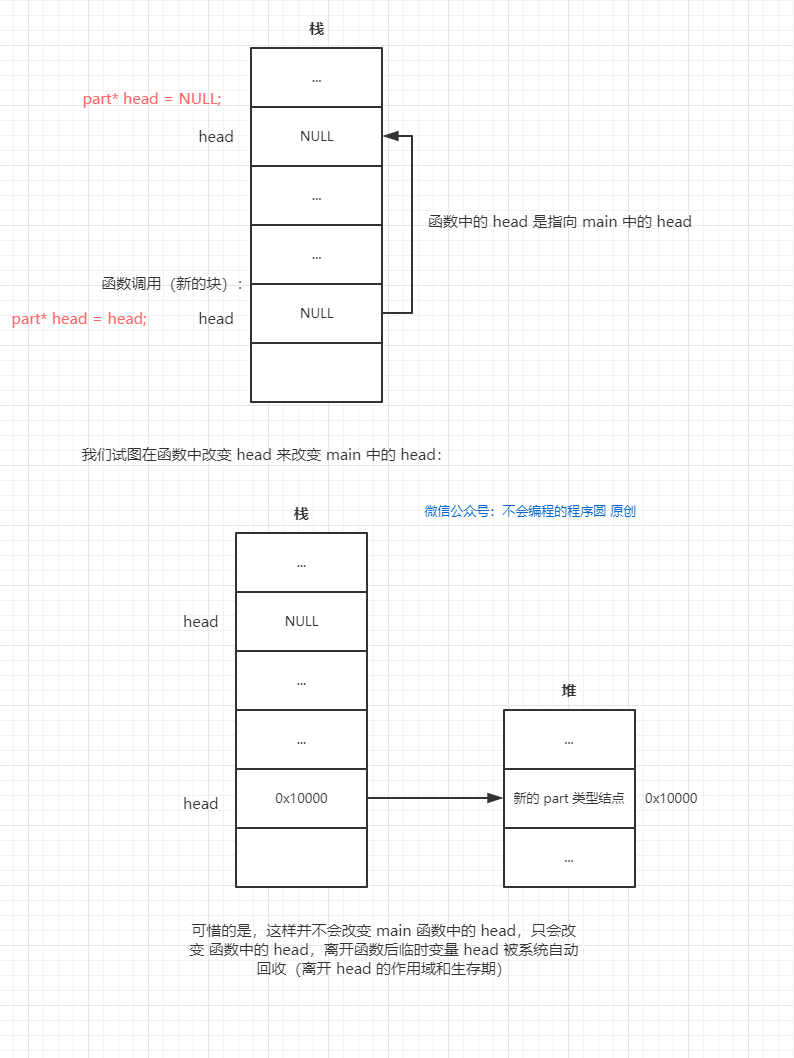 栈
...
part* head = NULL;
head
NULL
...
函数中的 head 是指向 main 中的 head
...
函数调用（新的块）：
part* head = head;
head
NULL
我们试图在函数中改变 head 来改变 main 中的 head：
微信公众号：不会编程的程序圆 原创
栈
...
head
NULL
...
堆
...
...
head
0x10000
新的 part 类型结点
0x10000
...
可惜的是，这样并不会改变 main 函数中的 head，只会改
变 函数中的 head，离开函数后临时变量 head 被系统自动
回收（离开 head 的作用域和生存期）